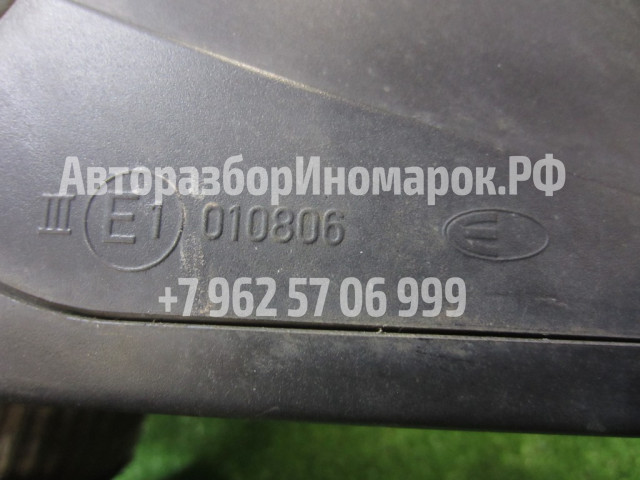 АвторазборИномарок.РФ
III E1 010806 E
+7 962 57 06 999